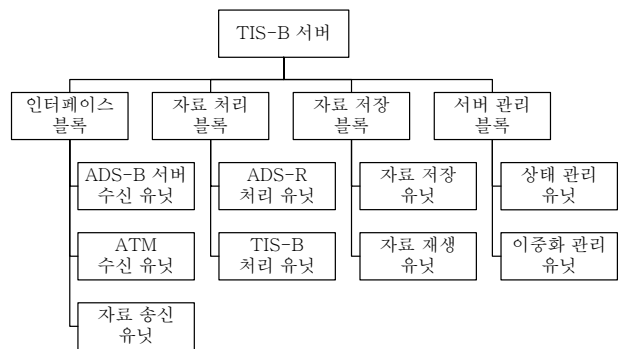 TIS-B 서버
인터페이스
블록
자료 처리
블록
자료 저장
블록
서버 관리
블록
ADS-B 서버
수신 유닛
ADS-R
처리 유닛
자료 저장
유닛
상태 관리
유닛
ATM
수신 유닛
TIS-B
처리 유닛
자료 재생
유닛
이중화 관리
유닛
자료 송신
유닛